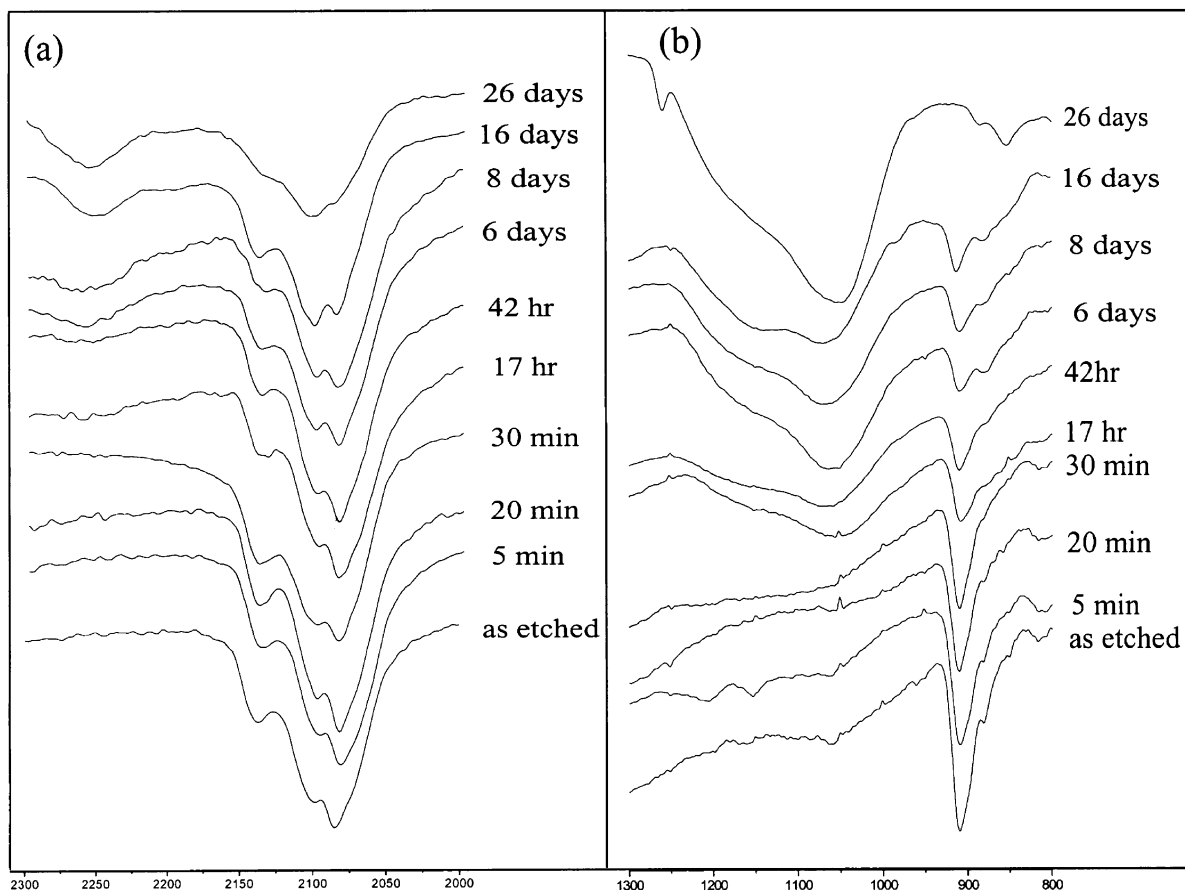 (a)
26 days
16 days
8 days
6 days
42 hr
17 hr
30 min
20 min
5 min
as etched
2300 2250 2200 2150 2100 2050 2000
(b)
26 days
16 days
8 days
6 days
42hr
17 hr
30 min
20 min
5 min
as etched
1300 1200 1100 1000 900 800